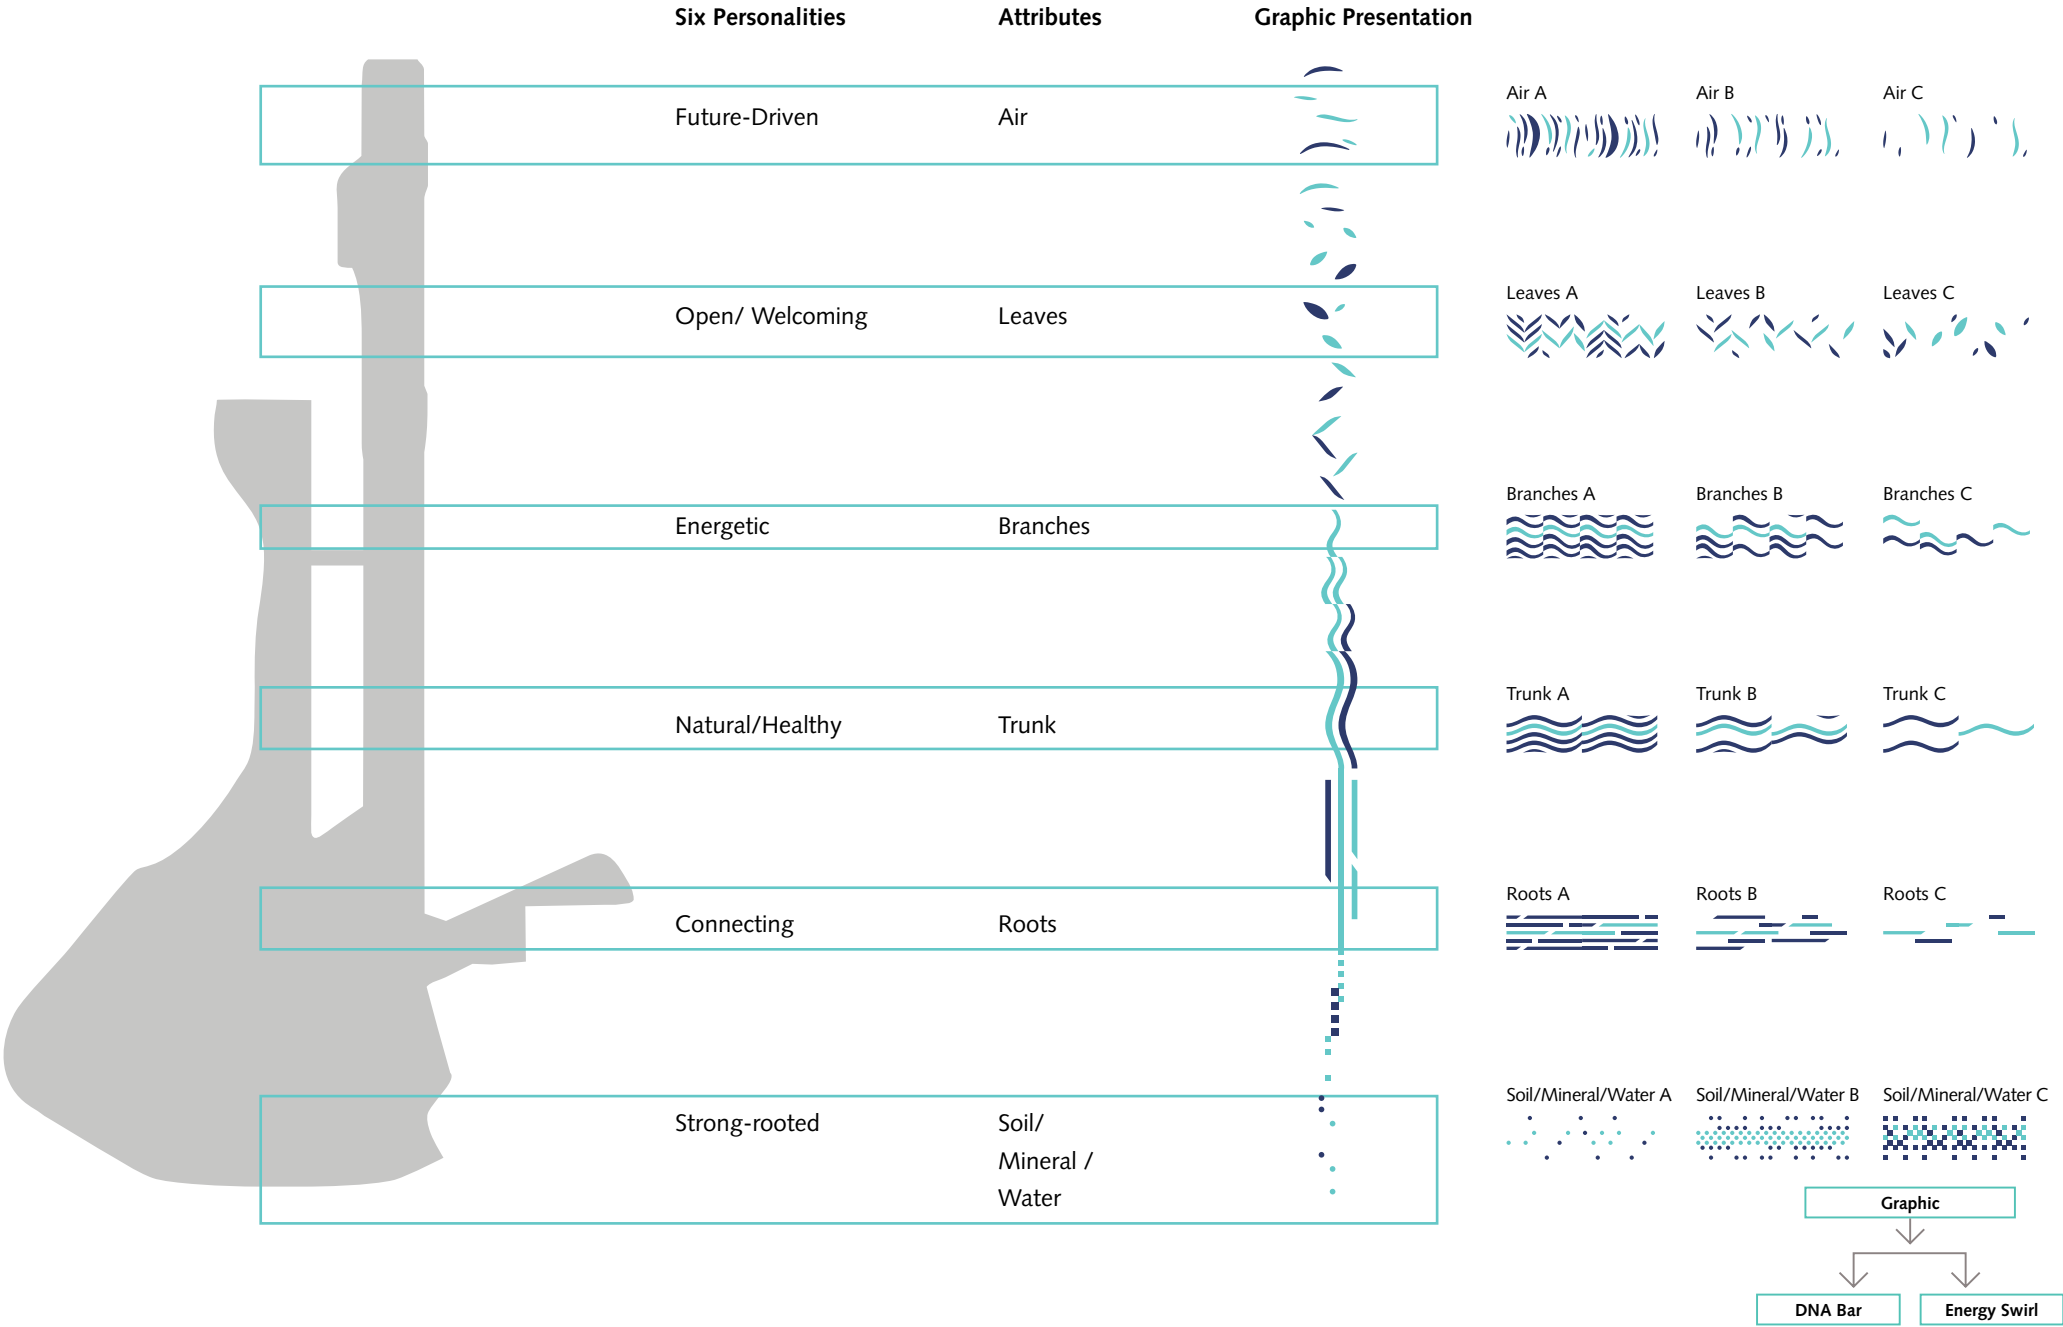 Six Personalities Attributes Graphic Presentation
Future-Driven Air
Air A Air B Air C
Open/ Welcoming Leaves
Leaves A Leaves B Leaves C
Energetic Branches
Branches A Branches B Branches C
Natural/Healthy Trunk
Trunk A Trunk B Trunk C
Connecting Roots
Roots A Roots B Roots C
Strong-rooted Soil/
Mineral /
Water
Soil/Mineral/Water A Soil/Mineral/Water B Soil/Mineral/Water C
Graphic
DNA Bar Energy Swirl